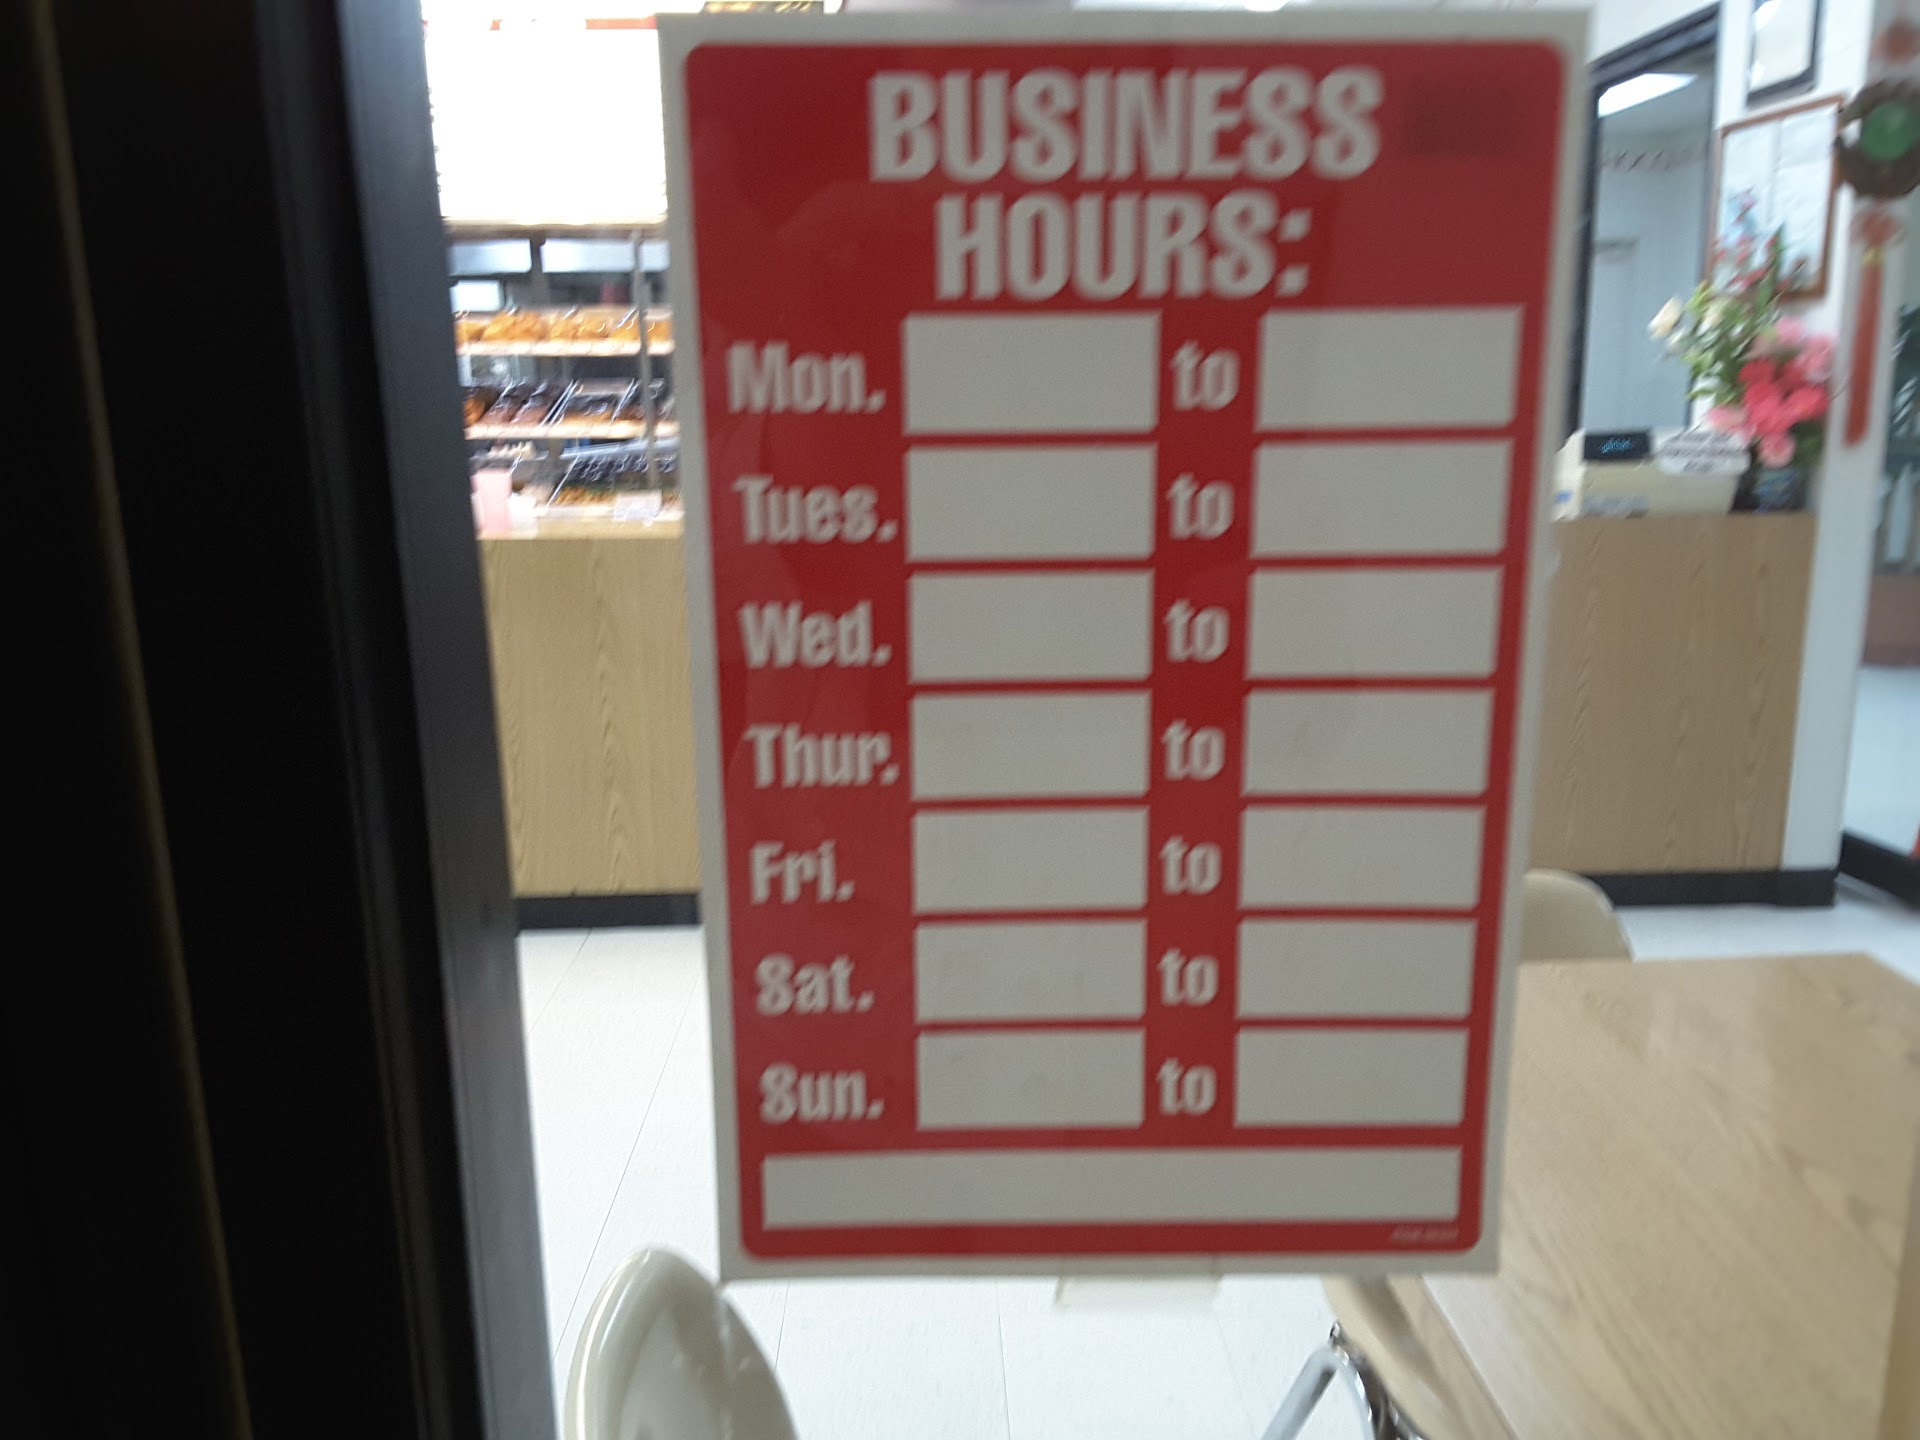 BUSINESS
HOURS:
Mon. to
Tues. to
Wed. to
Thur. to
Fri. to
Sat. to
Sun. to